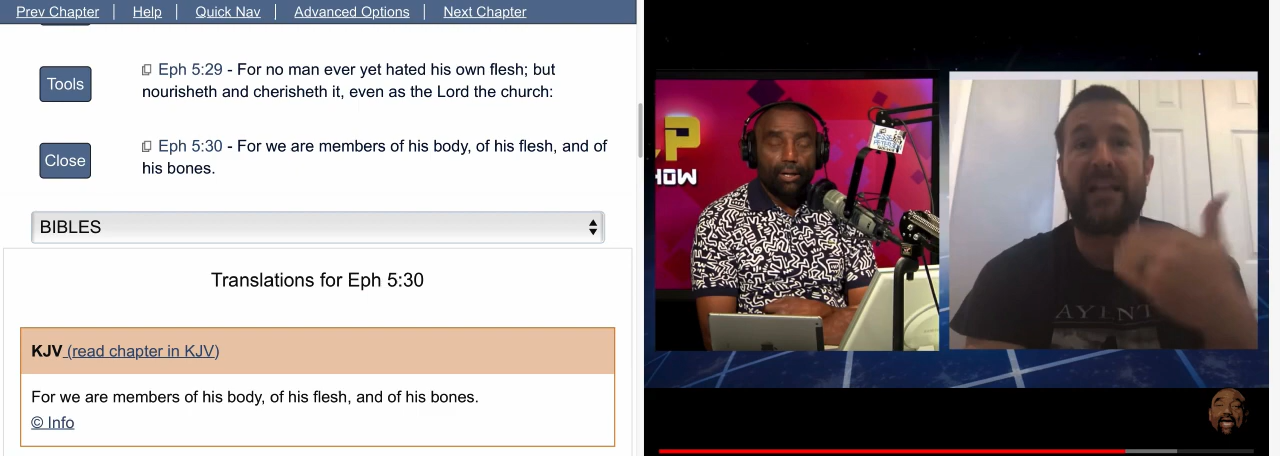 Prev Chapter | Help | Quick Nav | Advanced Options | Next Chapter
Tools
Eph 5:29 - For no man ever yet hated his own flesh; but
nourisheth and cherisheth it, even as the Lord the church:
Close
Eph 5:30 - For we are members of his body, of his flesh, and of
his bones.
BIBLES
Translations for Eph 5:30
KJV (read chapter in KJV)
For we are members of his body, of his flesh, and of his bones.
© Info
P
HOW
JESSE
AYLNT